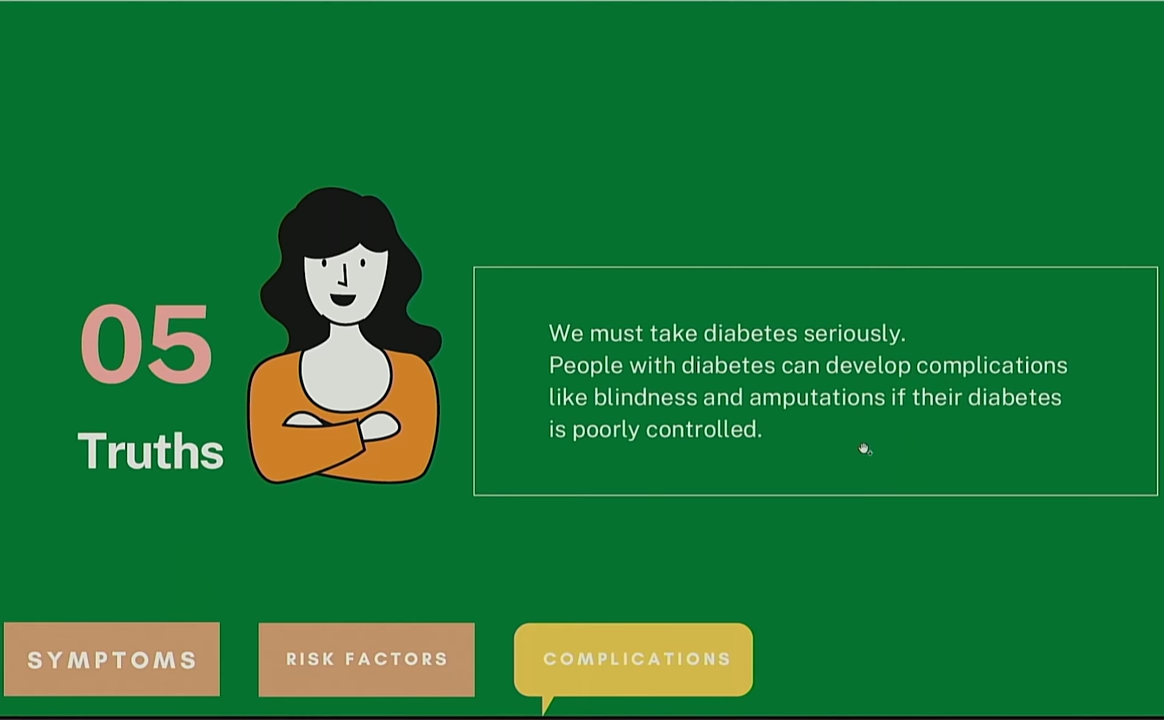 05
Truths
We must take diabetes seriously.
People with diabetes can develop complications
like blindness and amputations if their diabetes
is poorly controlled.
SYMPTOMS
RISK FACTORS
COMPLICATIONS